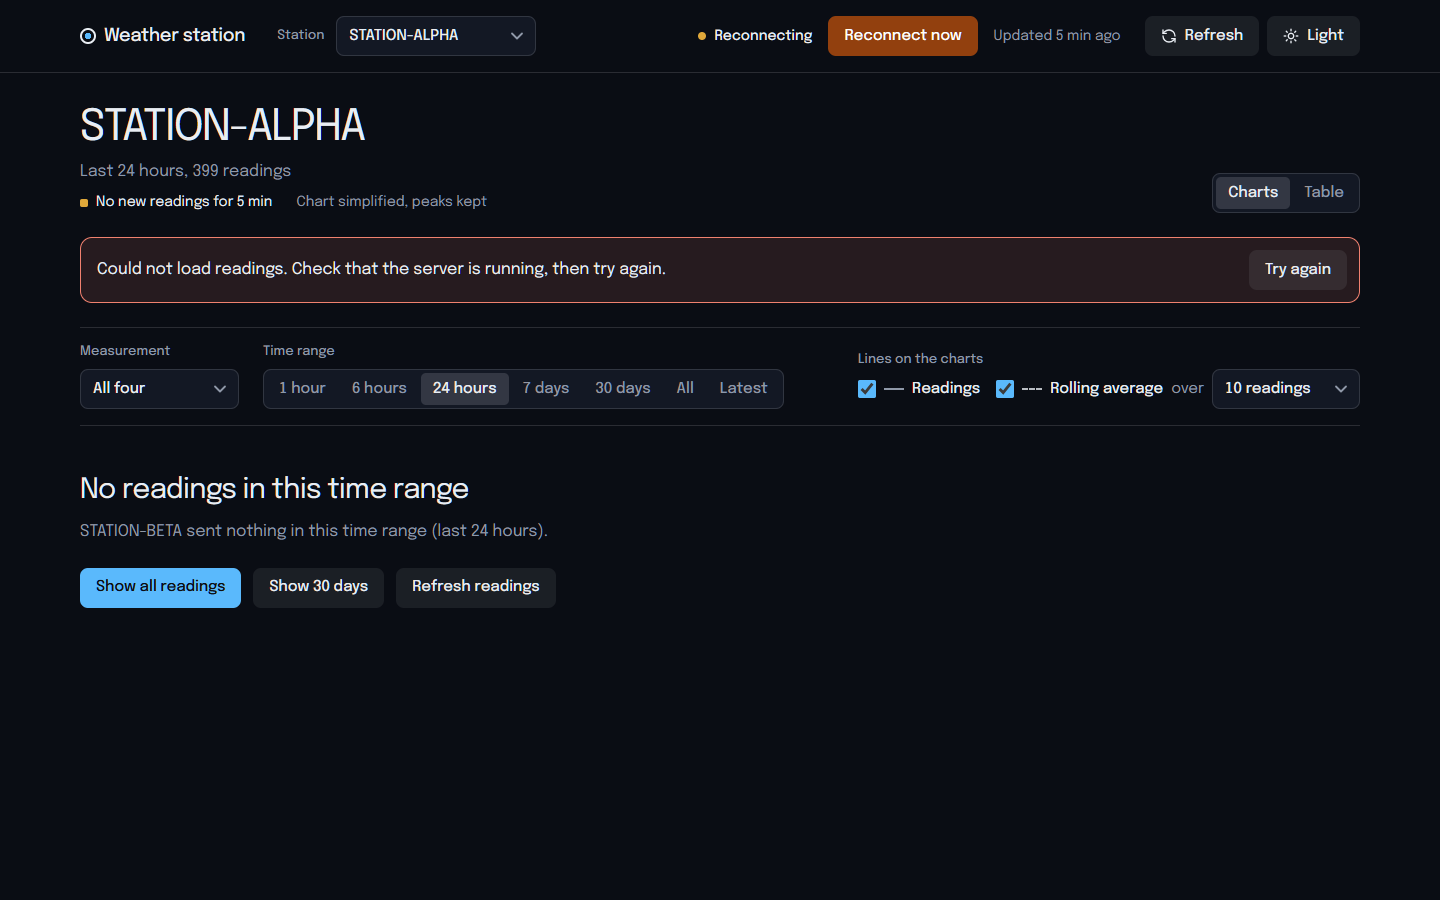 Weather station
Station
STATION-ALPHA
Reconnecting
Reconnect now
Updated 5 min ago
Refresh
Light
STATION-ALPHA
Last 24 hours, 399 readings
No new readings for 5 min
Chart simplified, peaks kept
Charts
Table
Could not load readings. Check that the server is running, then try again.
Try again
Measurement
Time range
Lines on the charts
All four
1 hour
6 hours
24 hours
7 days
30 days
All
Latest
Readings
Rolling average
over
10 readings
No readings in this time range
STATION-BETA sent nothing in this time range (last 24 hours).
Show all readings
Show 30 days
Refresh readings